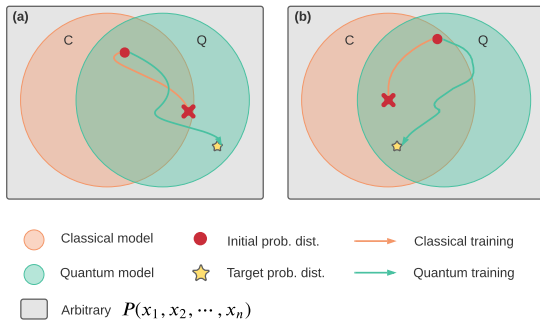 (a) (b)
C Q C Q
Classical model Initial prob. dist. Classical training
Quantum model Target prob. dist. Quantum training
Arbitrary P(x₁, x₂, ⋯ , xₙ)